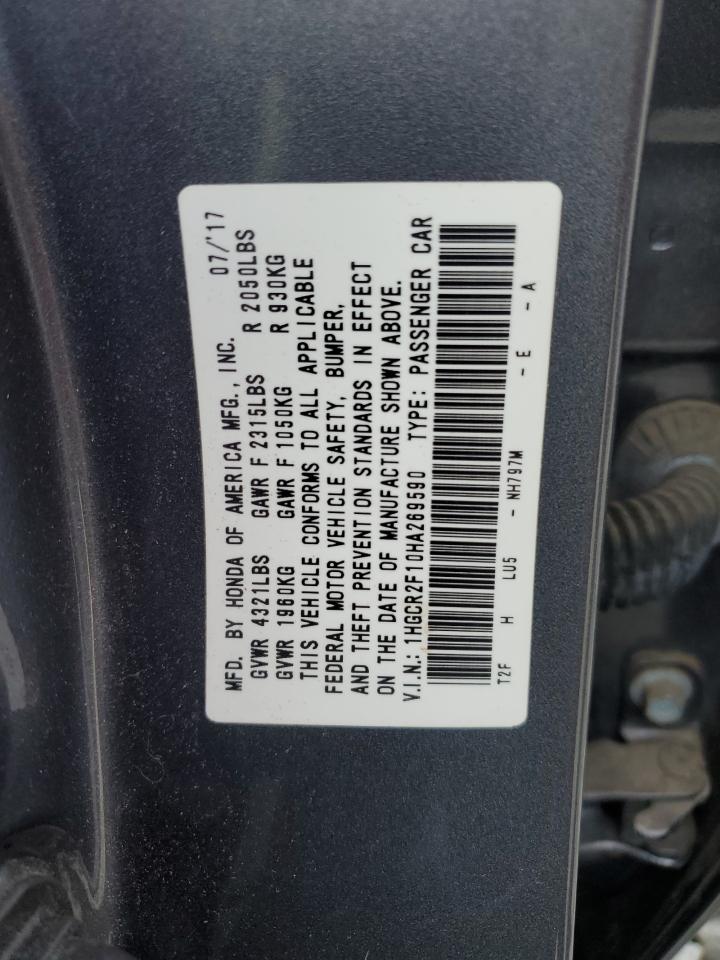 MFD. BY HONDA OF AMERICA MFG., INC. 07/'17
GVWR 4321LBS GAWR F 2315LBS R 2050LBS
GVWR 1960KG GAWR F 1050KG R 930KG
THIS VEHICLE CONFORMS TO ALL APPLICABLE
FEDERAL MOTOR VEHICLE SAFETY, BUMPER,
AND THEFT PREVENTION STANDARDS IN EFFECT
ON THE DATE OF MANUFACTURE SHOWN ABOVE.
V.I.N.: 1HGCR2F10HA269590 TYPE: PASSENGER CAR
T2F H LU5 - NH797M - E - A